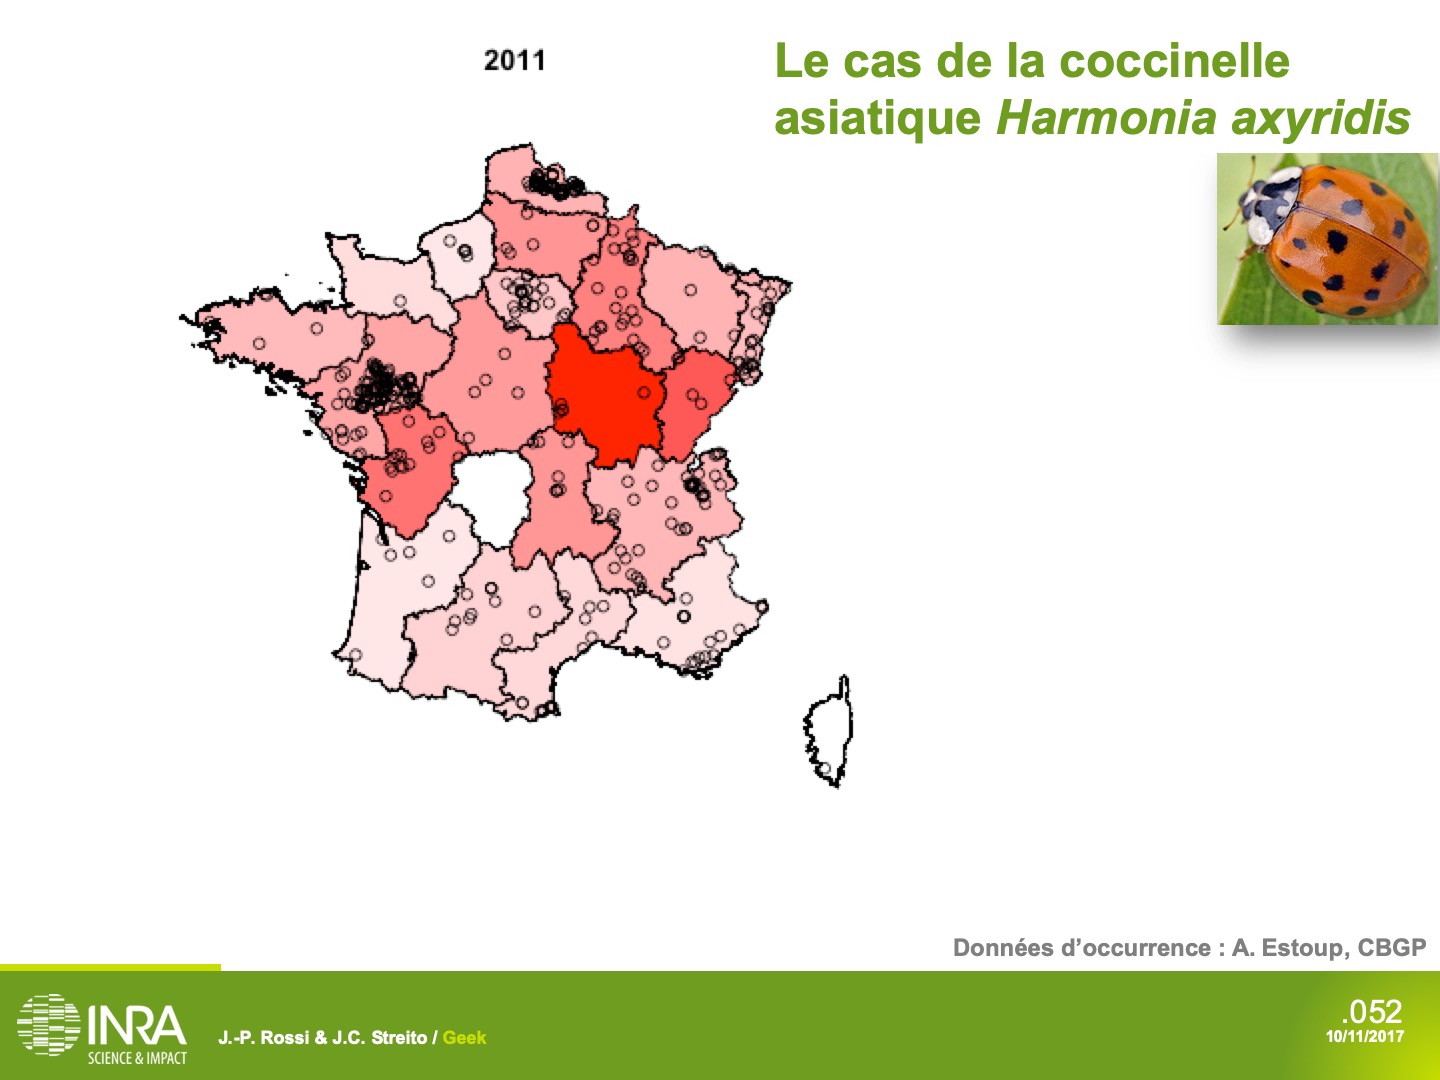 2011
Le cas de la coccinelle
asiatique Harmonia axyridis
Données d’occurrence : A. Estoup, CBGP
INRA
SCIENCE & IMPACT
J.-P. Rossi & J.C. Streito / Geek
.052
10/11/2017